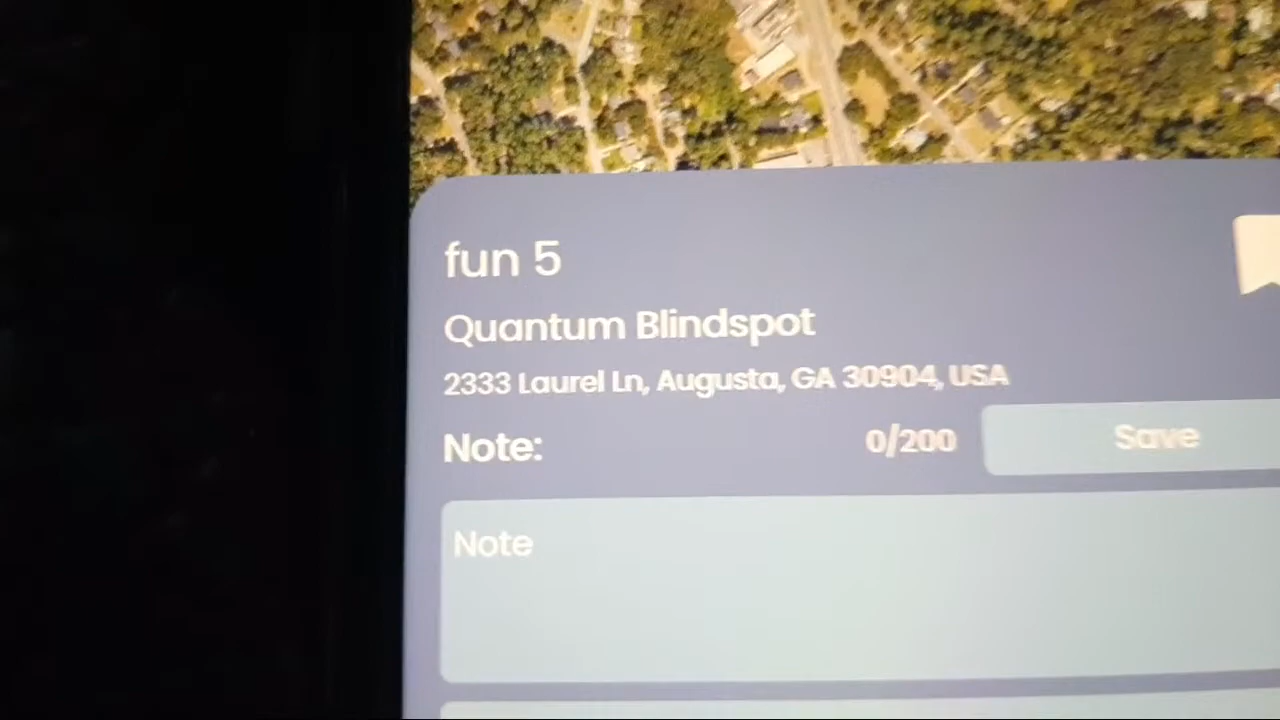 fun 5
Quantum Blindspot
2333 Laurel Ln, Augusta, GA 30904, USA
Note: 0/200 Save
Note